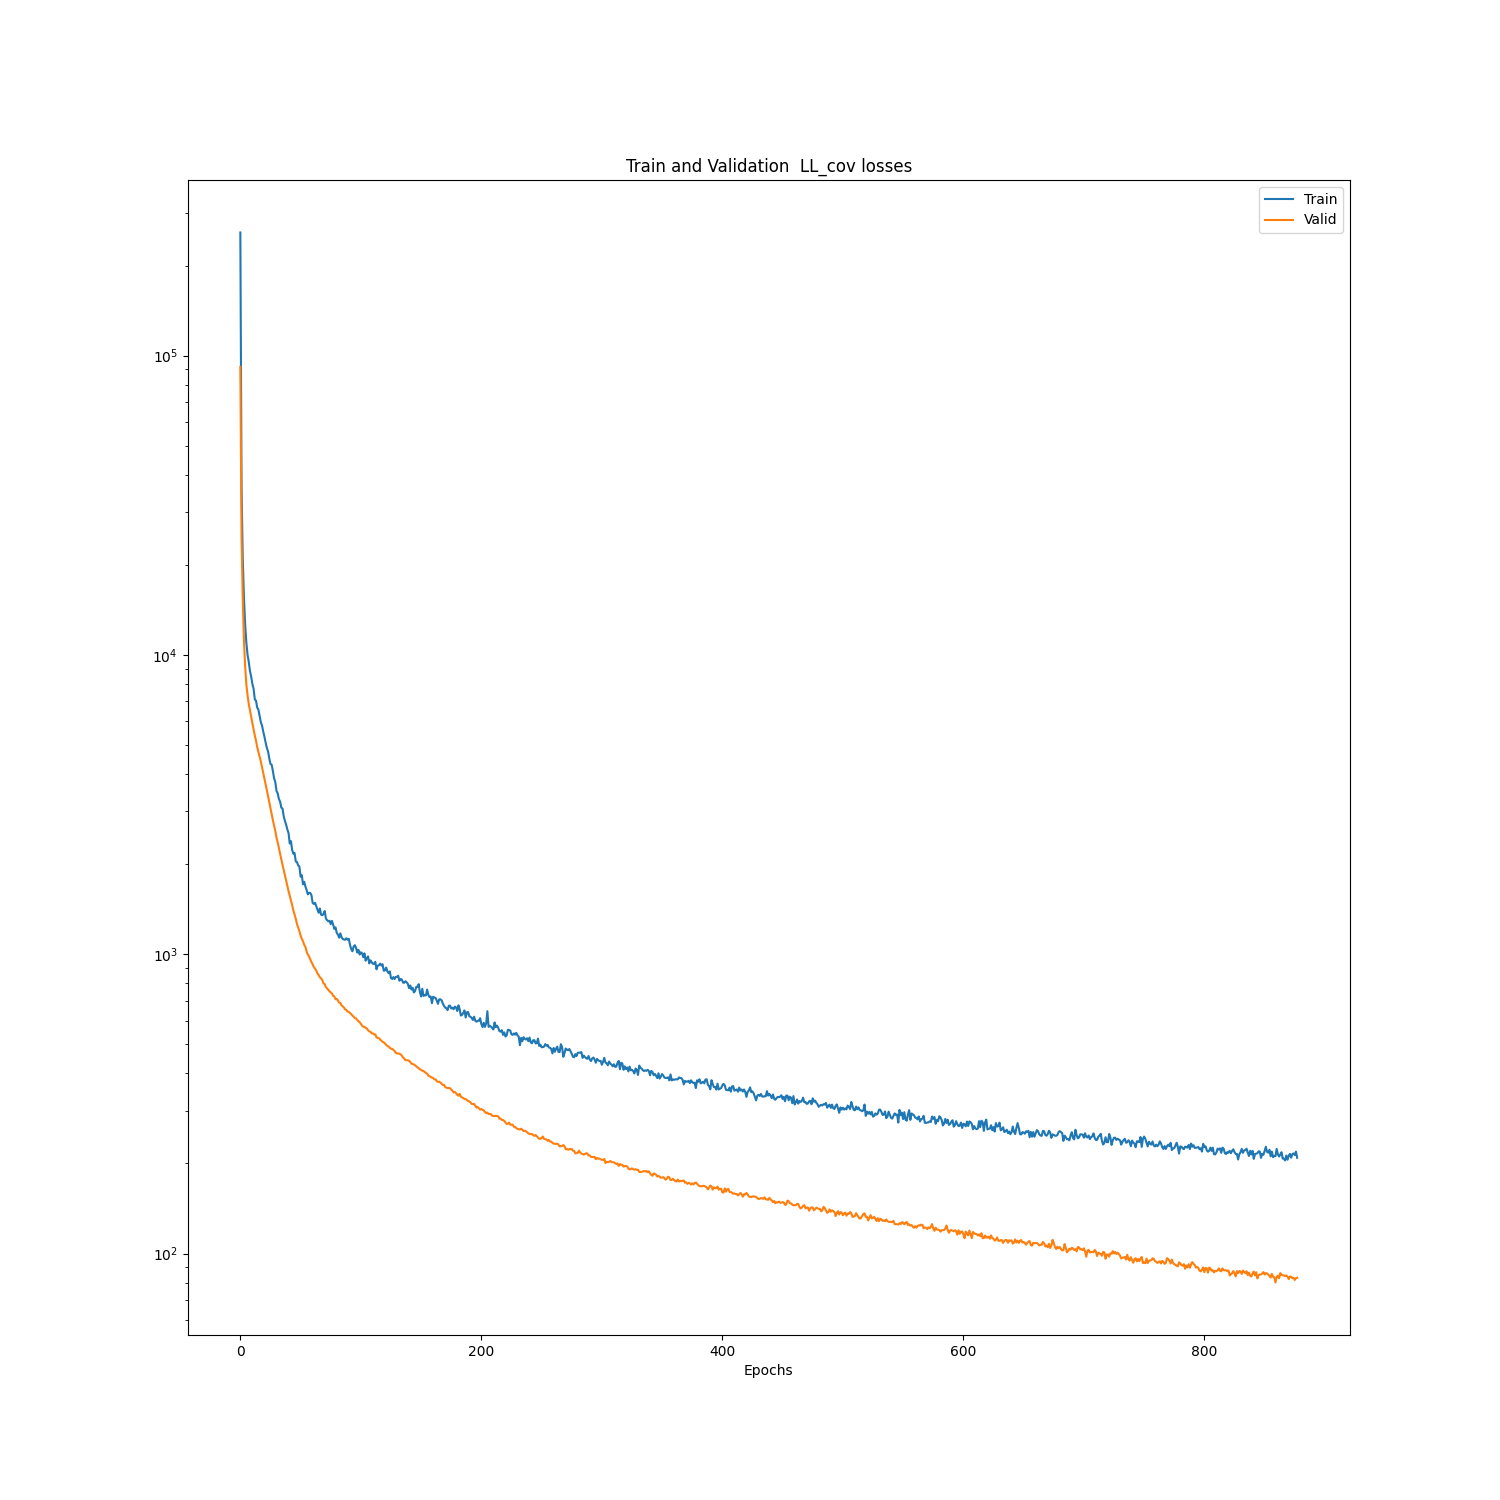 Train and Validation  LL_cov losses
Train
Valid
10^5
10^4
10^3
10^2
0 200 400 600 800
Epochs